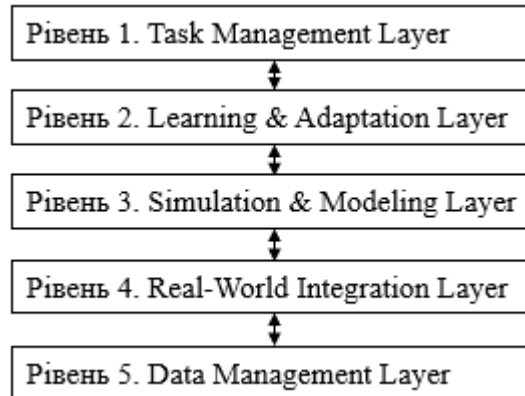 Рівень 1. Task Management Layer
Рівень 2. Learning & Adaptation Layer
Рівень 3. Simulation & Modeling Layer
Рівень 4. Real-World Integration Layer
Рівень 5. Data Management Layer